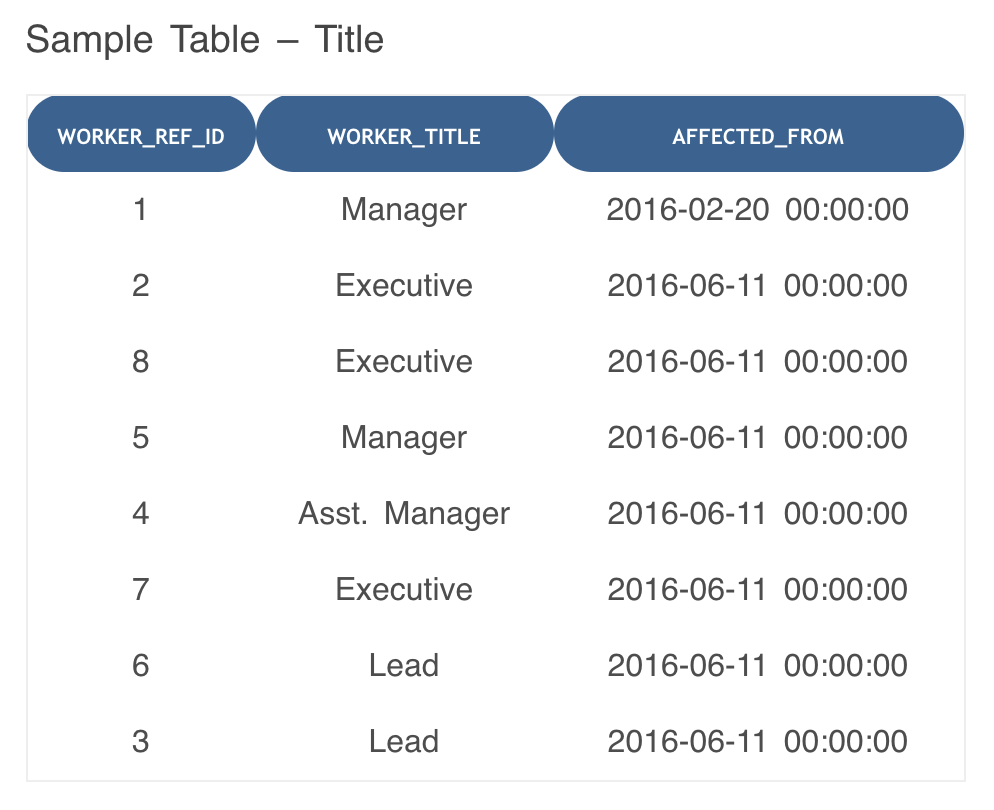 Sample Table – Title
WORKER_REF_ID WORKER_TITLE AFFECTED_FROM
1 Manager 2016-02-20 00:00:00
2 Executive 2016-06-11 00:00:00
8 Executive 2016-06-11 00:00:00
5 Manager 2016-06-11 00:00:00
4 Asst. Manager 2016-06-11 00:00:00
7 Executive 2016-06-11 00:00:00
6 Lead 2016-06-11 00:00:00
3 Lead 2016-06-11 00:00:00